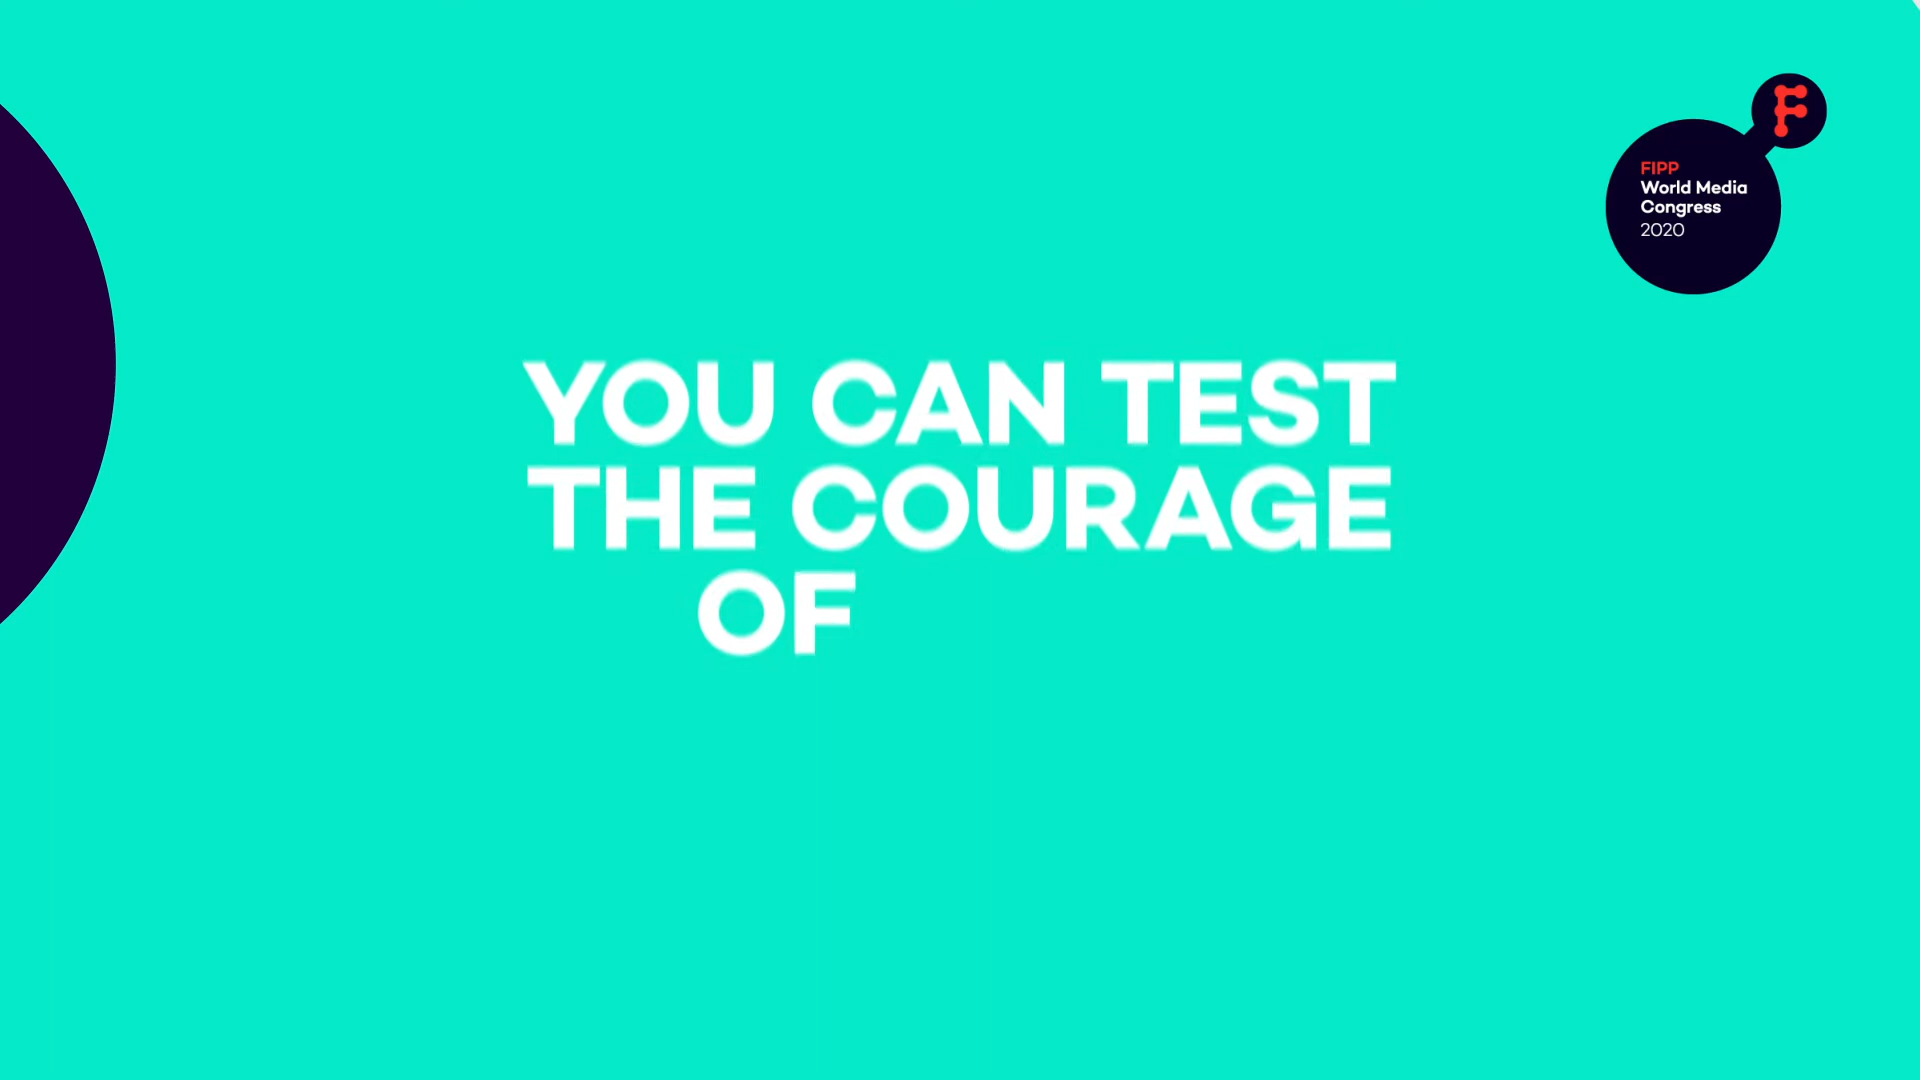 FIPP
World Media
Congress
2020
YOU CAN TEST
THE COURAGE
OF